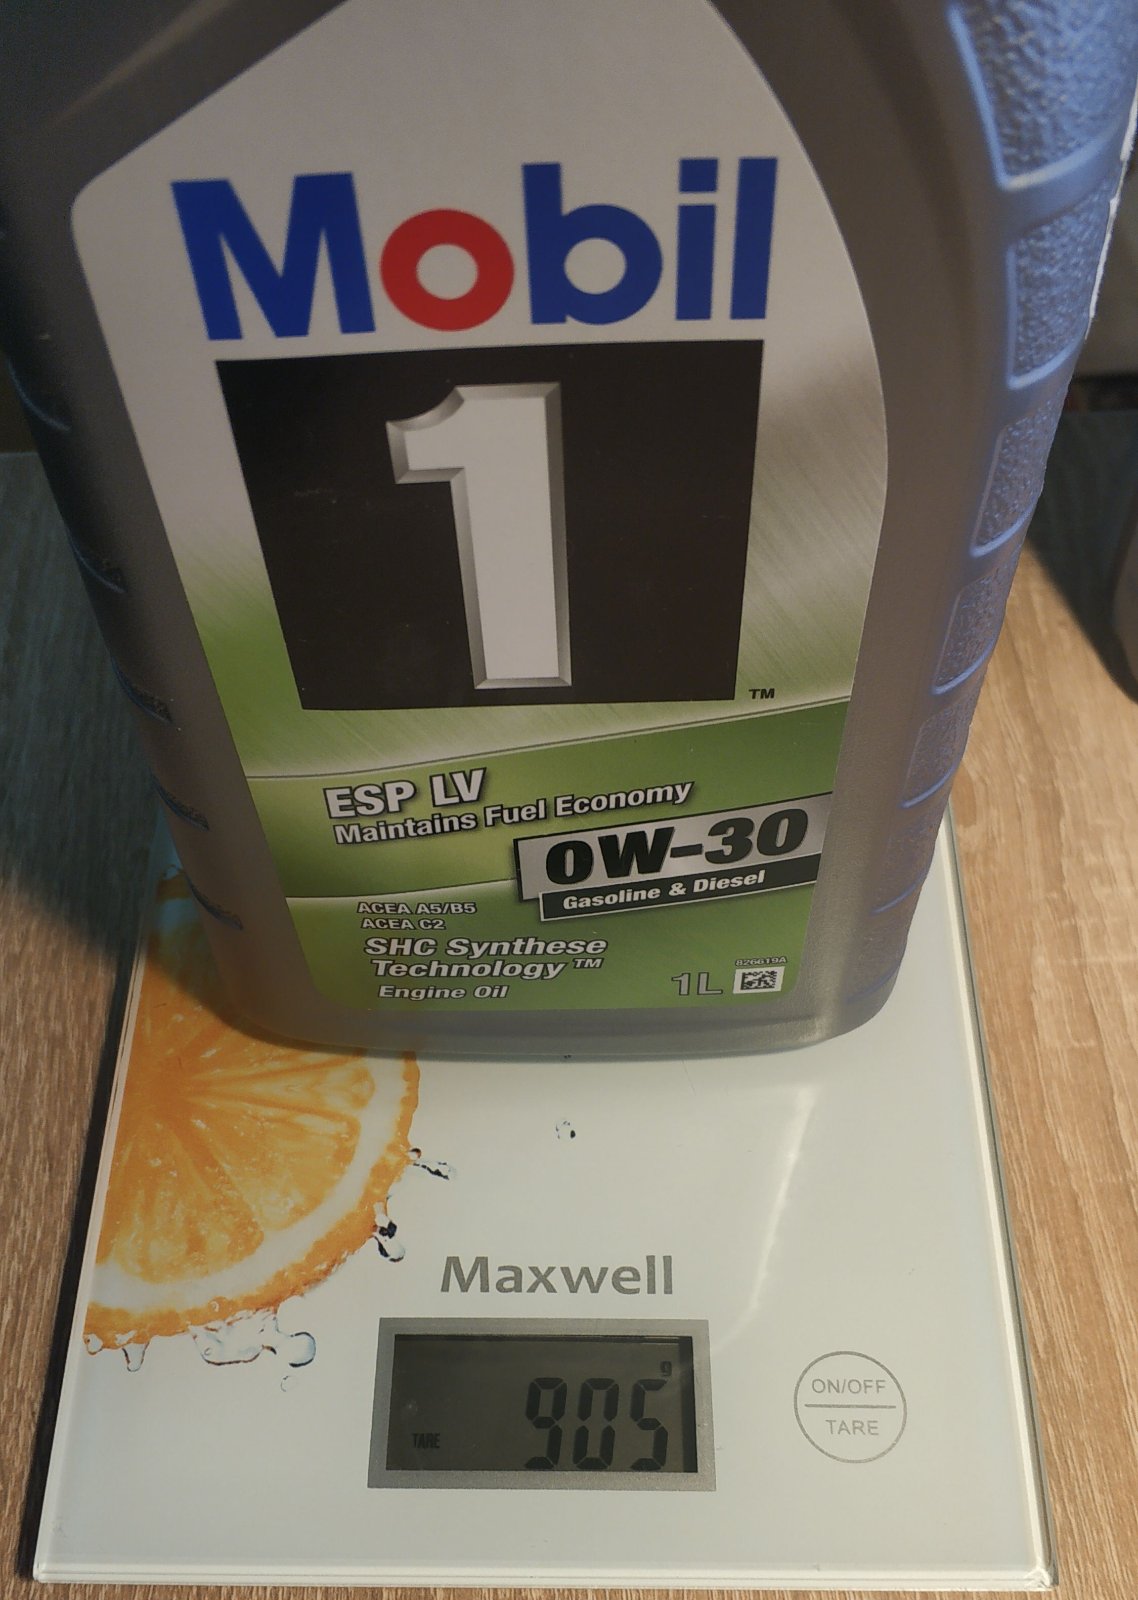 Mobil
1
TM
ESP LV
Maintains Fuel Economy
0W-30
Gasoline & Diesel
ACEA A5/B5
ACEA C2
SHC Synthese
Technology TM
Engine Oil
826619A
1L
Maxwell
g
TARE 905
ON/OFF
TARE